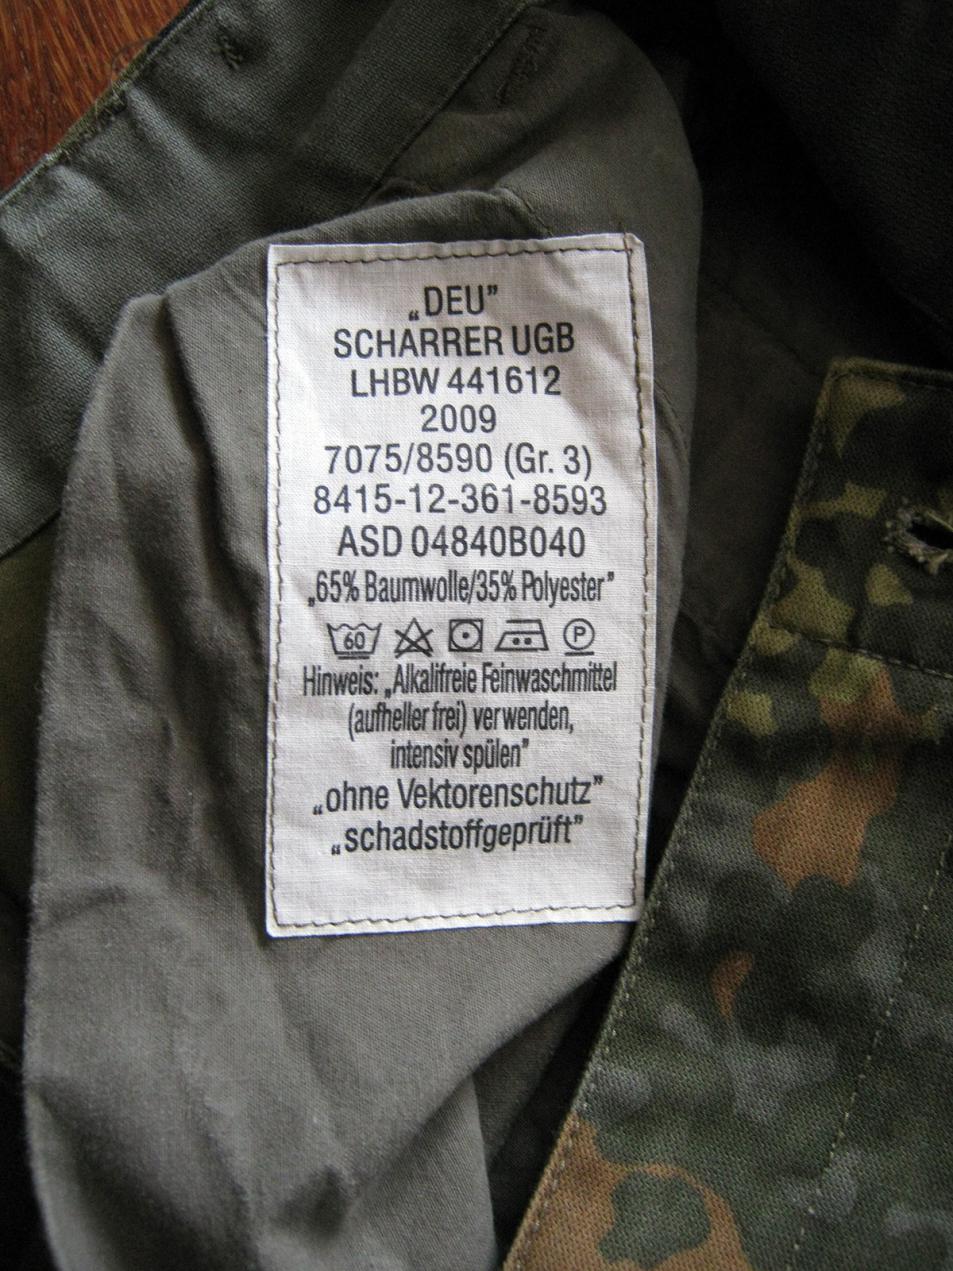 „DEU”
SCHARRER UGB
LHBW 441612
2009
7075/8590 (Gr. 3)
8415-12-361-8593
ASD 04840B040
„65% Baumwolle/35% Polyester”
60 P
Hinweis: „Alkalifreie Feinwaschmittel
(aufheller frei) verwenden,
intensiv spülen”
„ohne Vektorenschutz”
„schadstoffgeprüft”